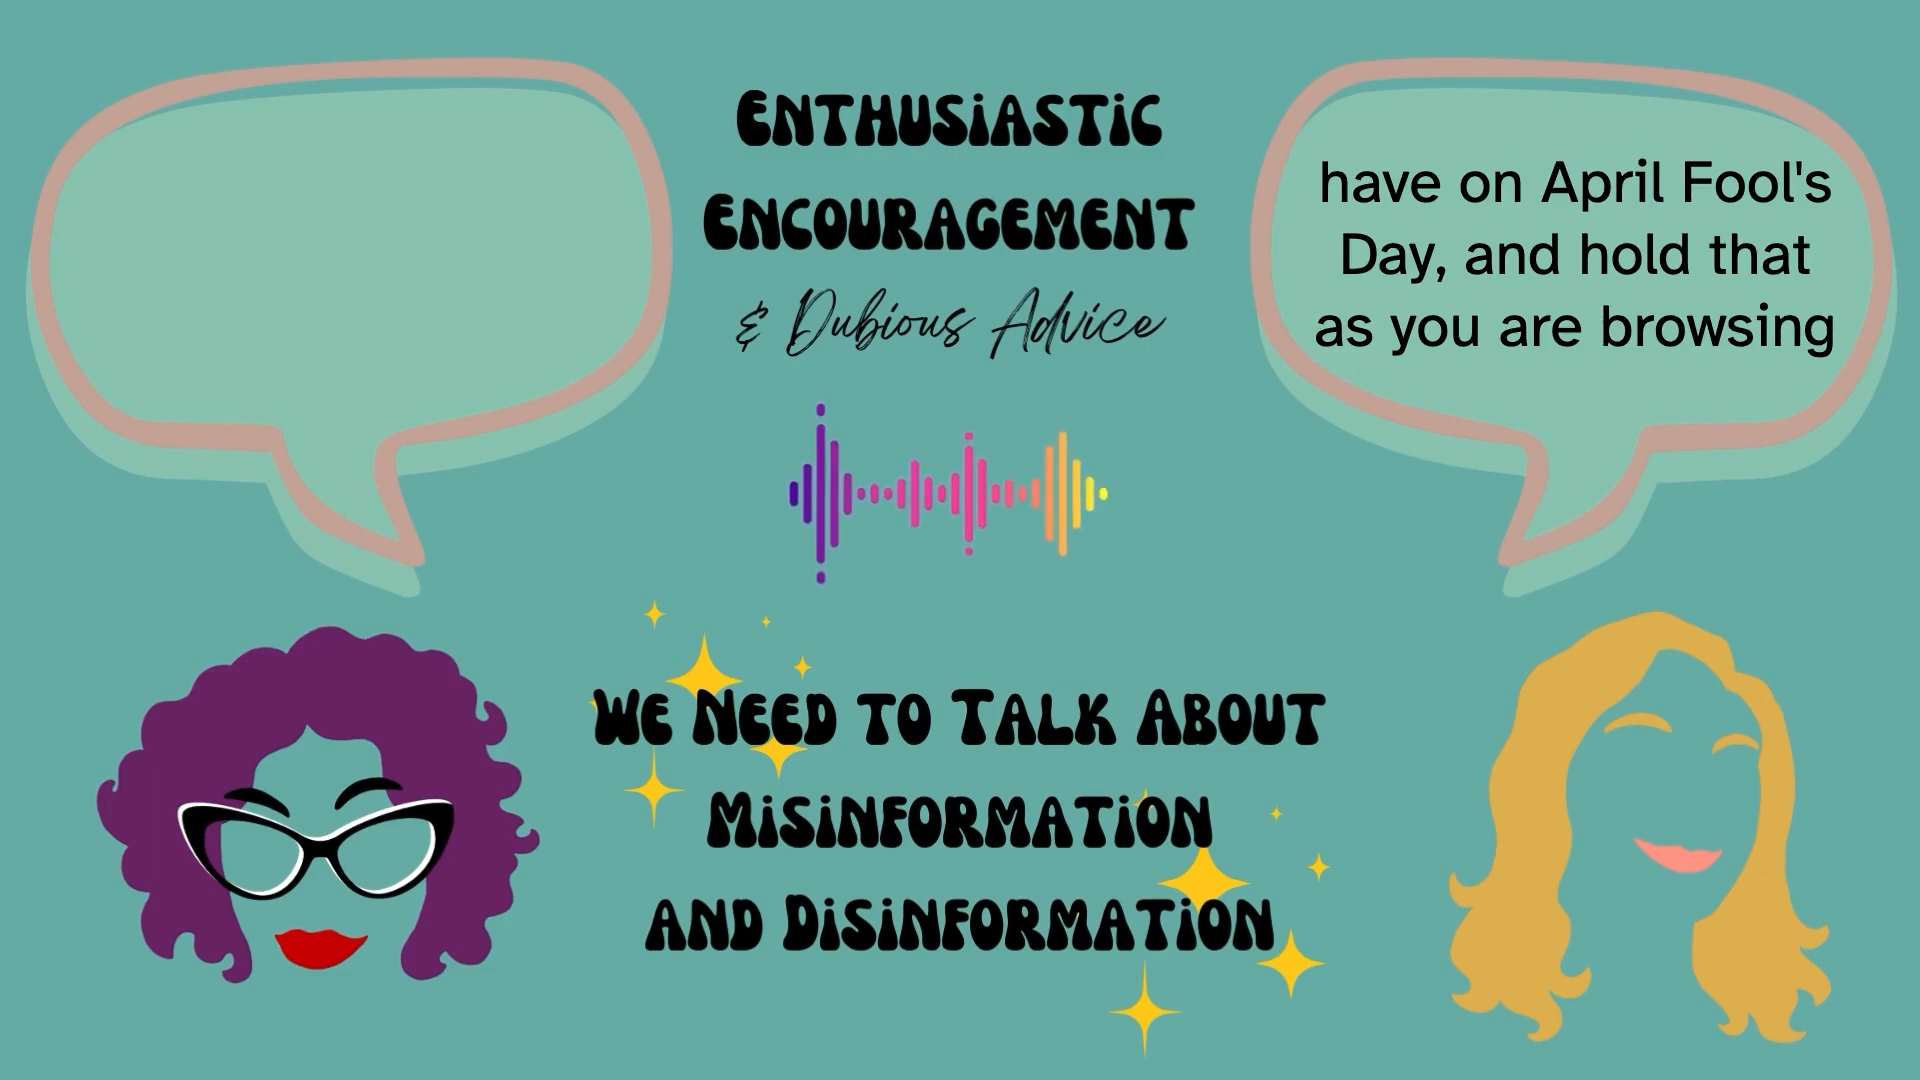 Enthusiastic
Encouragement
& Dubious Advice
have on April Fool's
Day, and hold that
as you are browsing
We Need to Talk About
Misinformation
and Disinformation